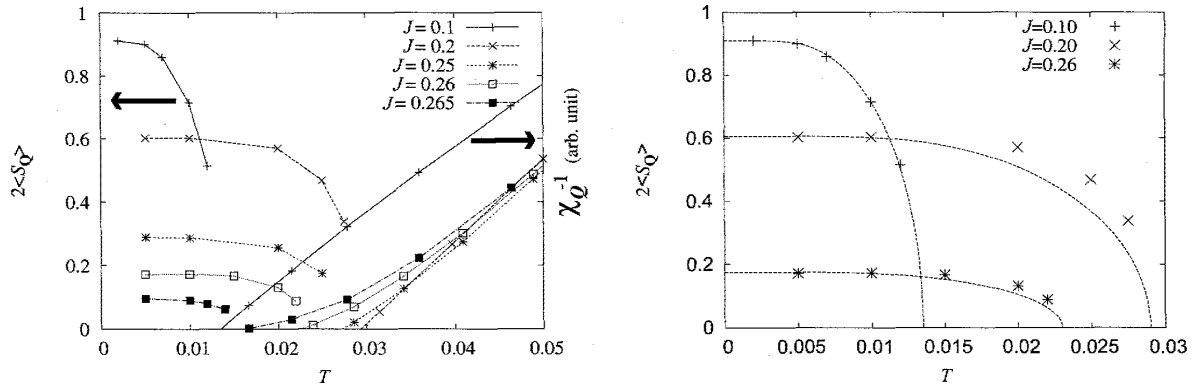 1
0.8
0.6
0.4
0.2
0
2<S_Q>
0
0.01
0.02
0.03
0.04
0.05
T
J = 0.1
J = 0.2
J = 0.25
J = 0.26
J = 0.265
χ_Q^-1 (arb. unit)
1
0.8
0.6
0.4
0.2
0
2<S_Q>
0
0.005
0.01
0.015
0.02
0.025
0.03
T
J=0.10
J=0.20
J=0.26